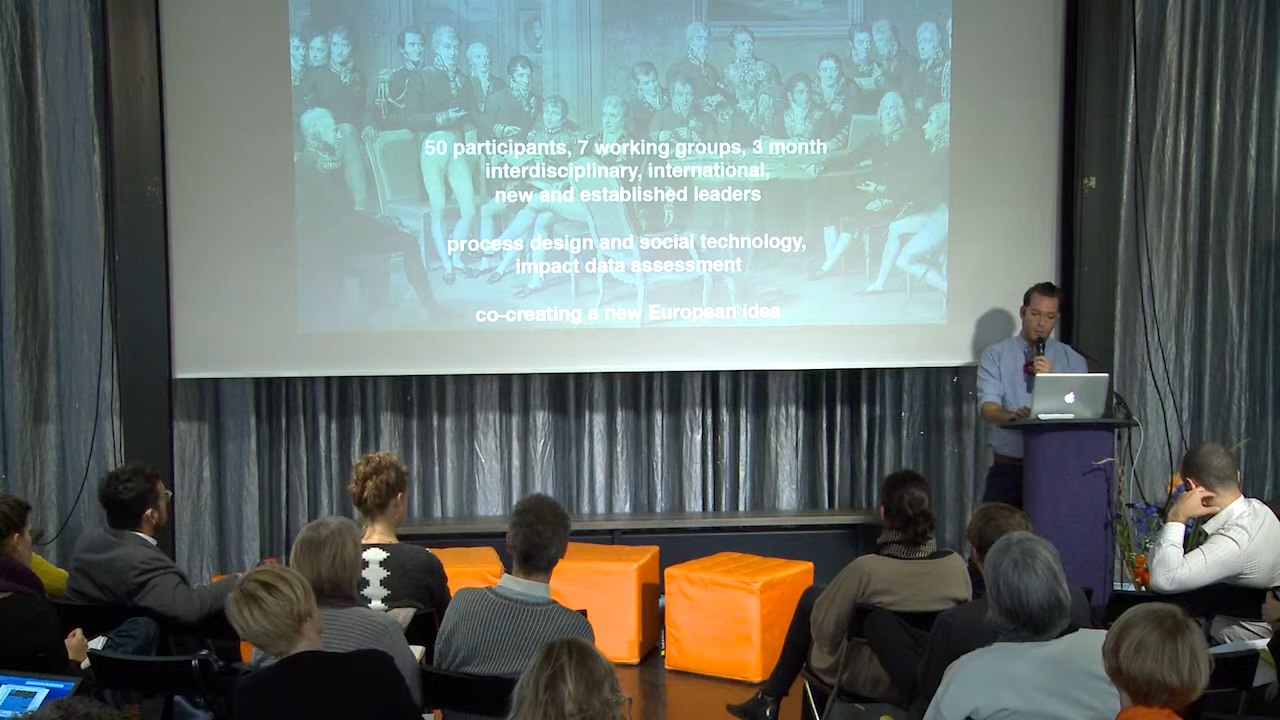 50 participants, 7 working groups, 3 month
interdisciplinary, international,
new and established leaders
process design and social technology,
impact data assessment
co-creating a new European idea